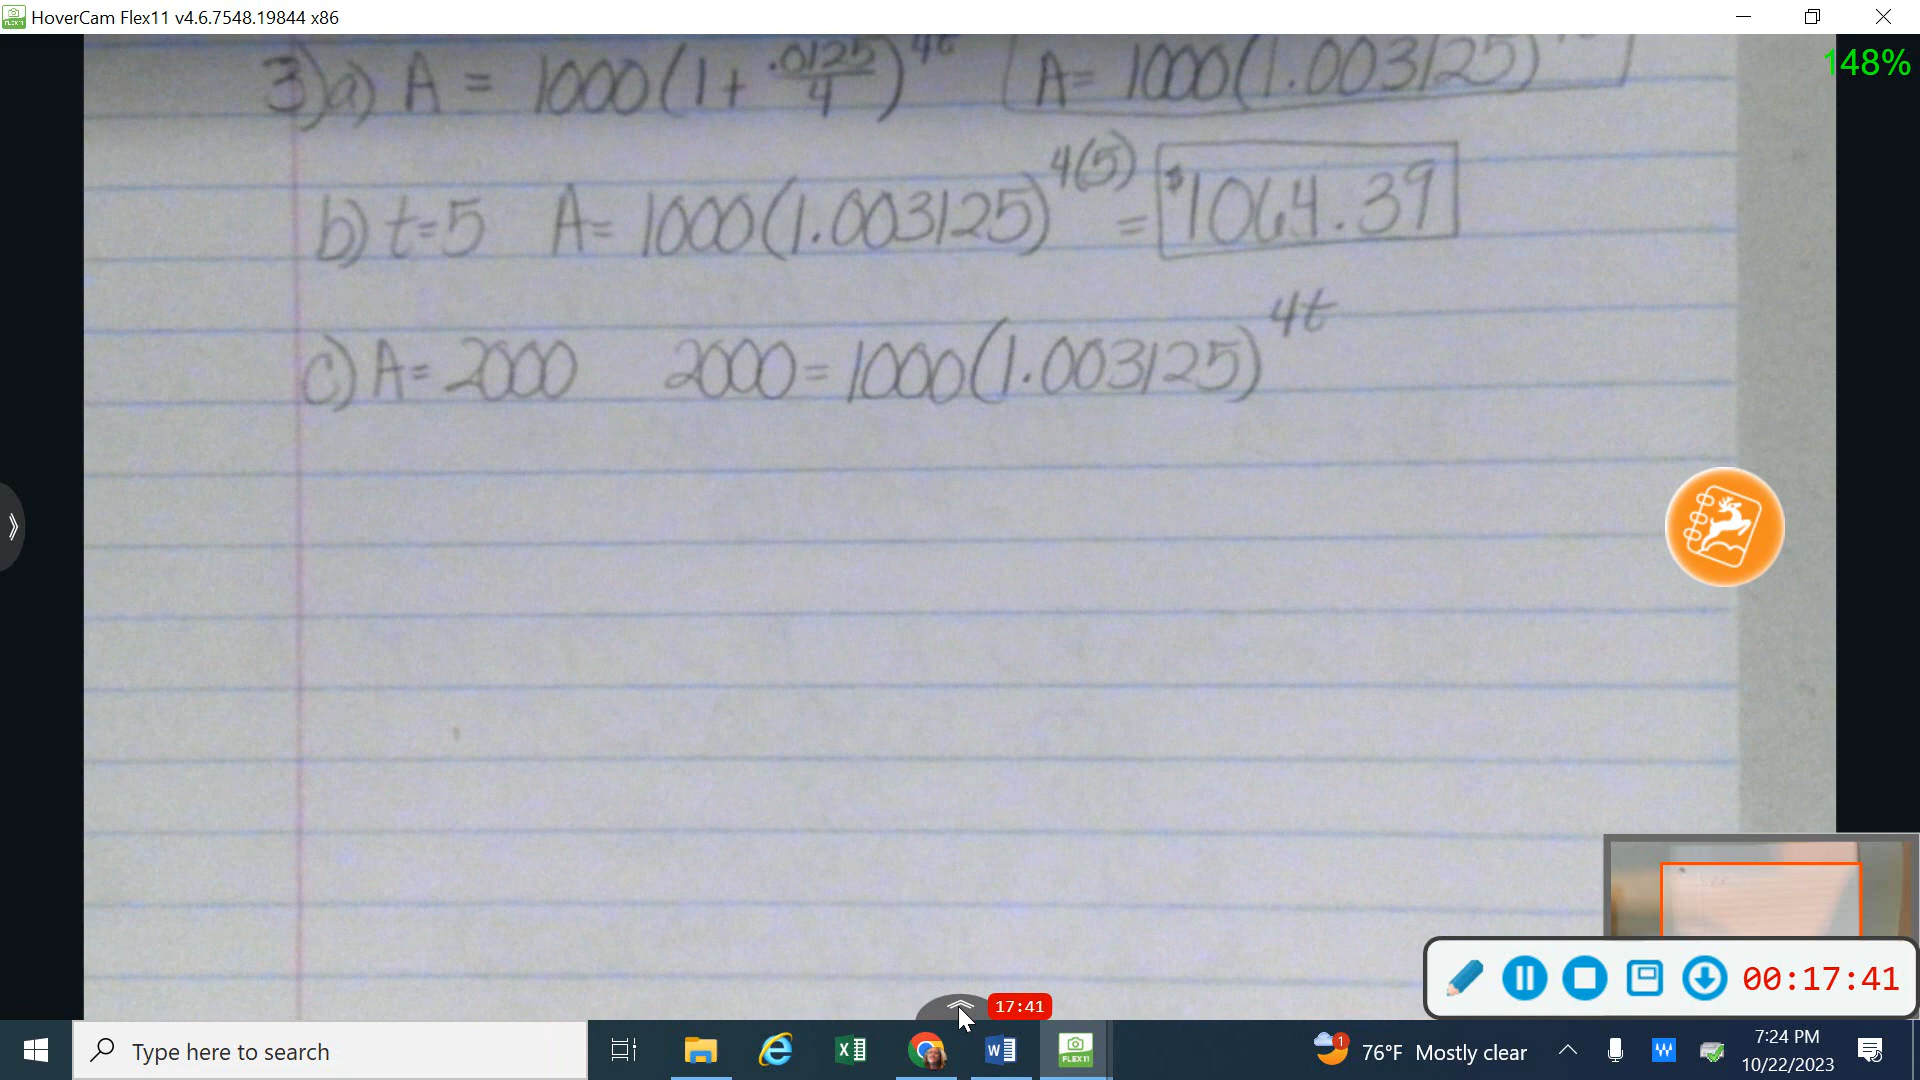 HoverCam Flex11 v4.6.7548.19844 x86
148%
3)a) A = 1000(1+ .0125/4)^4t A= 1000(1.003125)
b) t=5 A= 1000(1.003125)^4(5) = $1064.39
c) A= 2000 2000=1000(1.003125)^4t
00:17:41
17:41
Type here to search
FLEX11
1
76°F Mostly clear
7:24 PM
10/22/2023